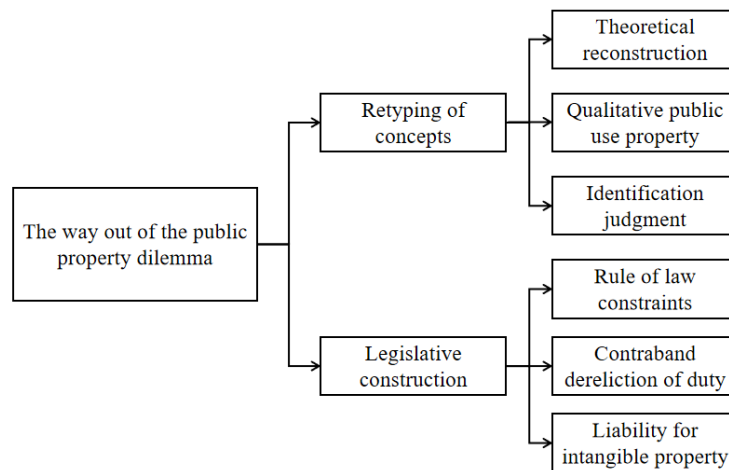 Theoretical
reconstruction
Retyping of
concepts
Qualitative public
use property
Identification
judgment
The way out of the public
property dilemma
Rule of law
constraints
Legislative
construction
Contraband
dereliction of duty
Liability for
intangible property